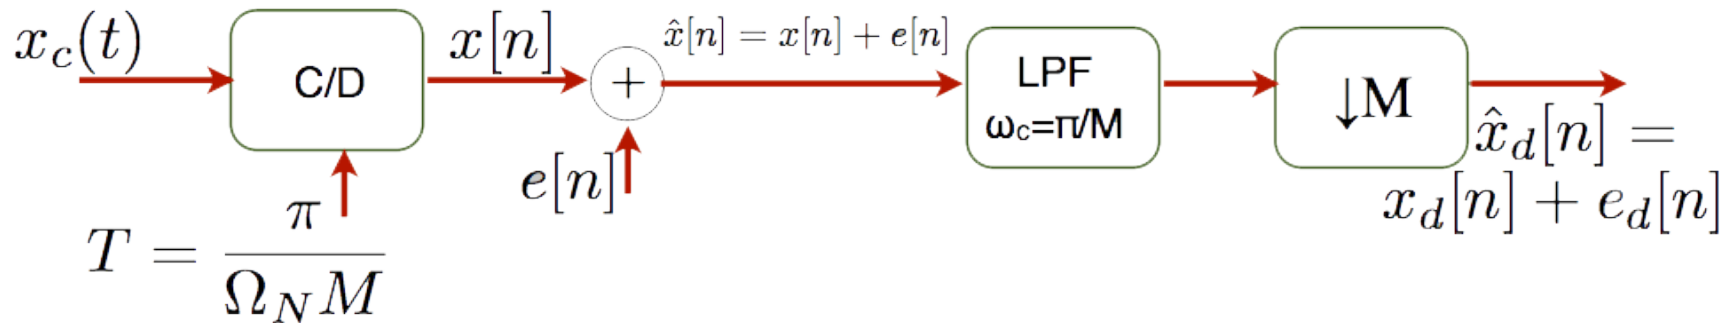 x_c(t)
C/D
x[n]
+
x̂[n] = x[n] + e[n]
LPF
ω_c=π/M
↓M
x̂_d[n] =
x_d[n] + e_d[n]
e[n]
T = π / (Ω_N M)